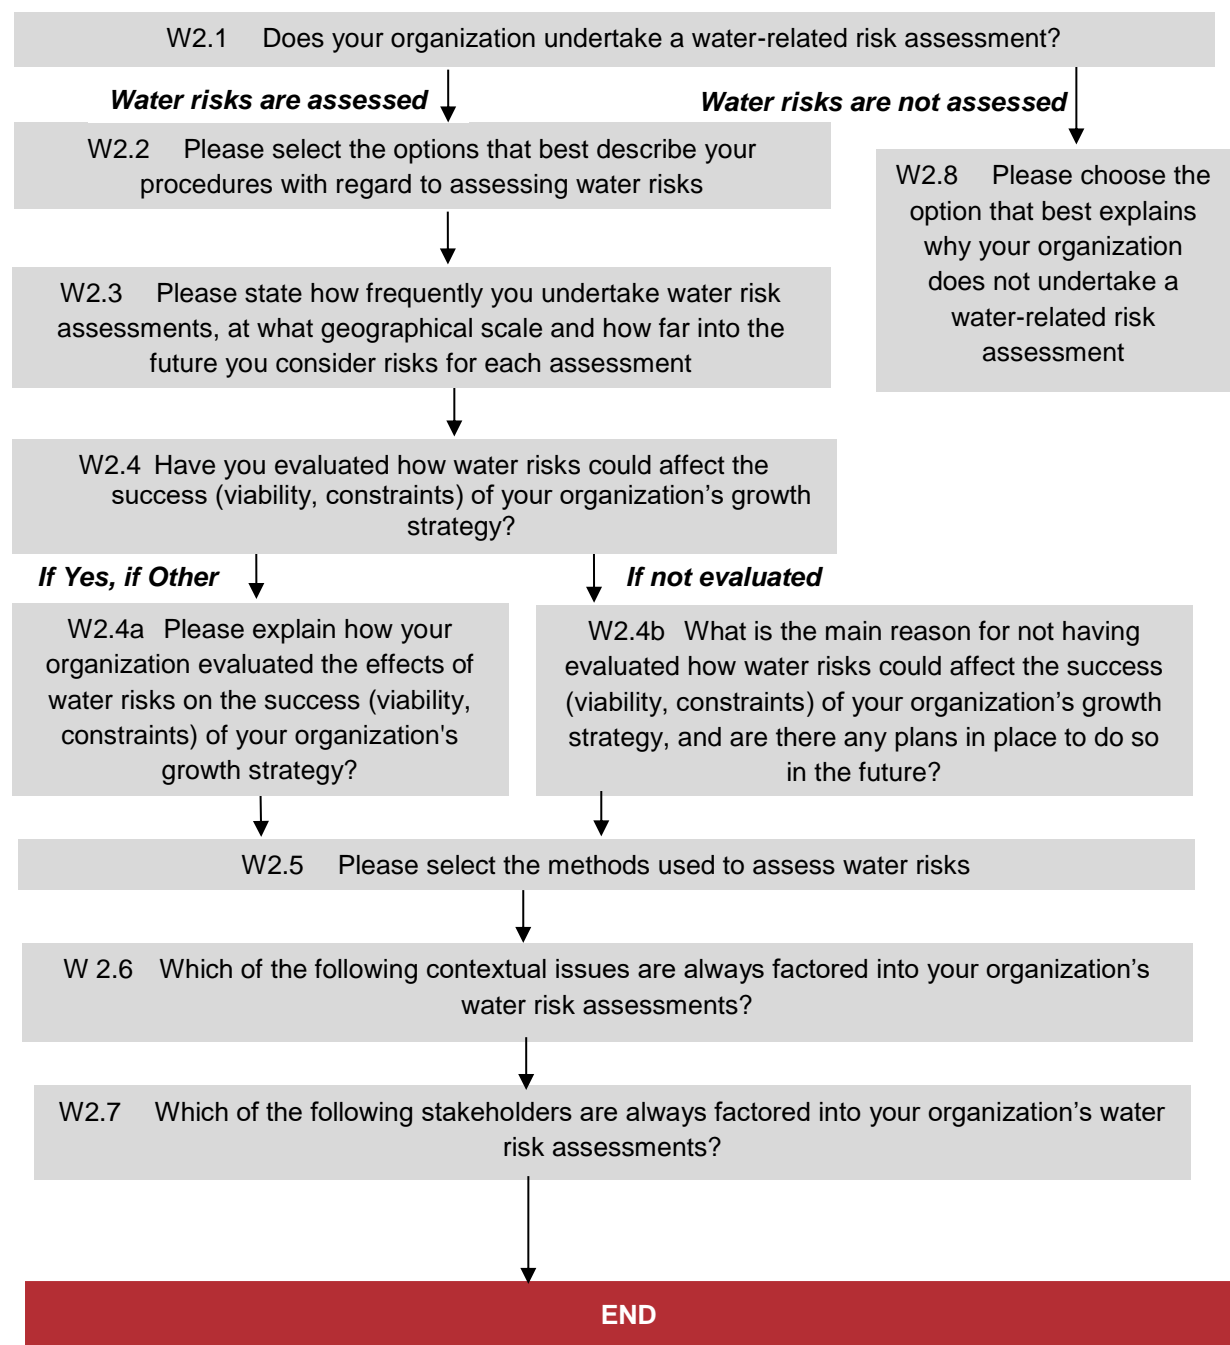 W2.1 Does your organization undertake a water-related risk assessment?
Water risks are assessed
Water risks are not assessed
W2.2 Please select the options that best describe your
procedures with regard to assessing water risks
W2.8 Please choose the
option that best explains
why your organization
does not undertake a
water-related risk
assessment
W2.3 Please state how frequently you undertake water risk
assessments, at what geographical scale and how far into the
future you consider risks for each assessment
W2.4 Have you evaluated how water risks could affect the
success (viability, constraints) of your organization’s growth
strategy?
If Yes, if Other
If not evaluated
W2.4a Please explain how your
organization evaluated the effects of
water risks on the success (viability,
constraints) of your organization's
growth strategy?
W2.4b What is the main reason for not having
evaluated how water risks could affect the success
(viability, constraints) of your organization’s growth
strategy, and are there any plans in place to do so
in the future?
W2.5 Please select the methods used to assess water risks
W 2.6 Which of the following contextual issues are always factored into your organization’s
water risk assessments?
W2.7 Which of the following stakeholders are always factored into your organization’s water
risk assessments?
END